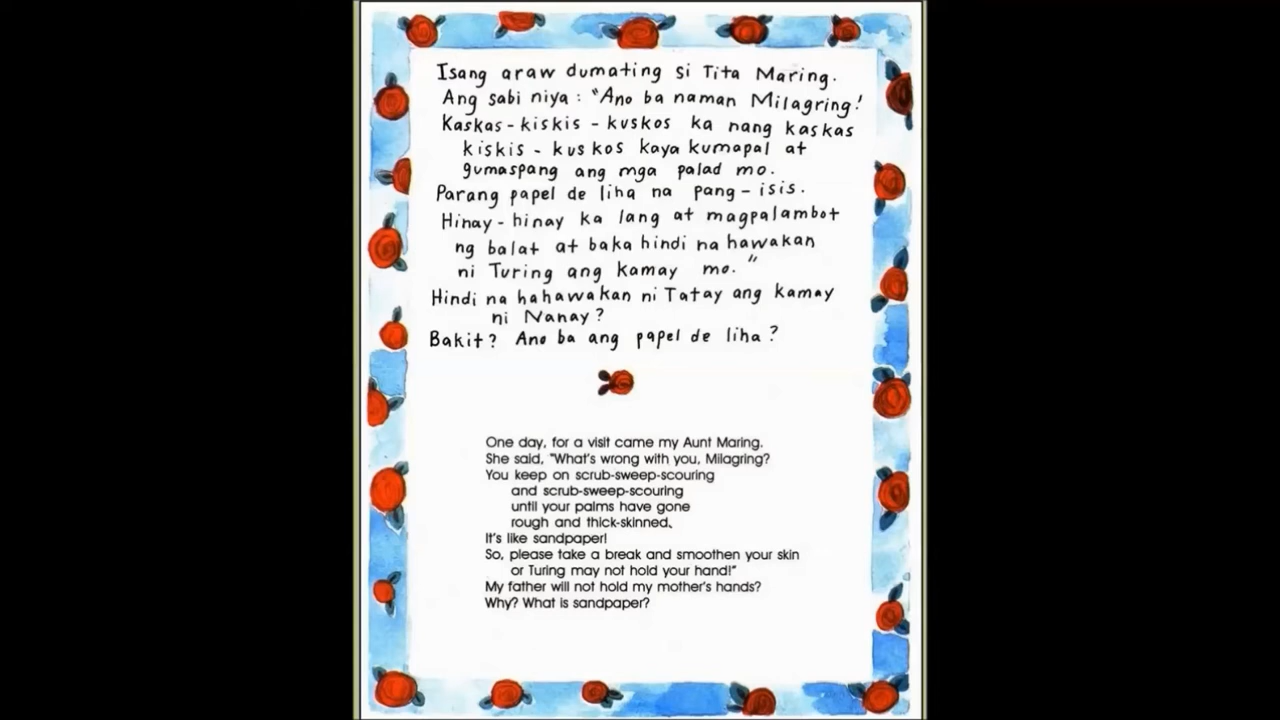 Isang araw dumating si Tita Maring.
Ang sabi niya: "Ano ba naman Milagring!
Kaskas-kiskis-kuskos ka nang kaskas
kiskis-kuskos kaya kumapal at
gumaspang ang mga palad mo.
Parang papel de liha na pang-isis.
Hinay-hinay ka lang at magpalambot
ng balat at baka hindi na hawakan
ni Turing ang kamay mo."
Hindi na hahawakan ni Tatay ang kamay
ni Nanay?
Bakit? Ano ba ang papel de liha?
One day, for a visit came my Aunt Maring.
She said, "What's wrong with you, Milagring?
You keep on scrub-sweep-scouring
and scrub-sweep-scouring
until your palms have gone
rough and thick-skinned.
It's like sandpaper!
So, please take a break and smoothen your skin
or Turing may not hold your hand!"
My father will not hold my mother's hands?
Why? What is sandpaper?